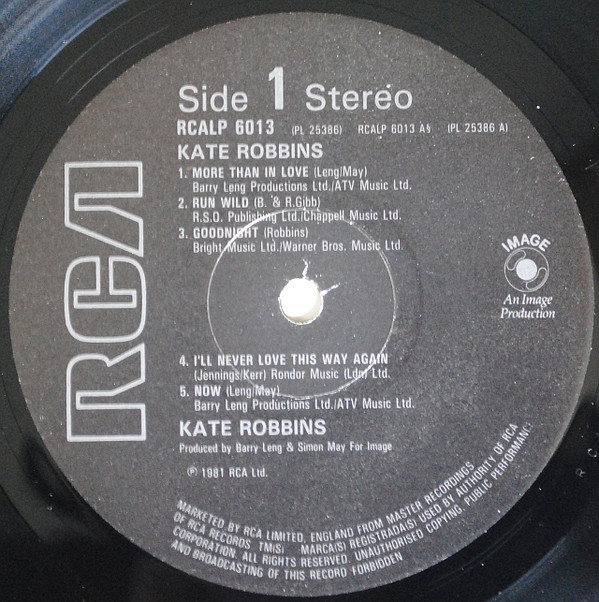 Side 1 Stereo
RCALP 6013 (PL 25386) RCALP 6013 A§ (PL 25386 A)
KATE ROBBINS
1. MORE THAN IN LOVE (Leng/May)
Barry Leng Productions Ltd./ATV Music Ltd.
2. RUN WILD (B. & R.Gibb)
R.S.O. Publishing Ltd./Chappell Music Ltd.
3. GOODNIGHT (Robbins)
Bright Music Ltd./Warner Bros. Music Ltd.
RCA
IMAGE
An Image
Production
4. I'LL NEVER LOVE THIS WAY AGAIN
(Jennings/Kerr) Rondor Music (Ldn) Ltd.
5. NOW (Leng/May)
Barry Leng Productions Ltd./ATV Music Ltd.
KATE ROBBINS
Produced by Barry Leng & Simon May For Image
℗ 1981 RCA Ltd.
MARKETED BY RCA LIMITED, ENGLAND FROM MASTER RECORDINGS
OF RCA RECORDS TM(S) MARCA(S) REGISTRADA(S) USED BY AUTHORITY OF RCA
CORPORATION. ALL RIGHTS RESERVED. UNAUTHORISED COPYING, PUBLIC PERFORMANCE
AND BROADCASTING OF THIS RECORD FORBIDDEN